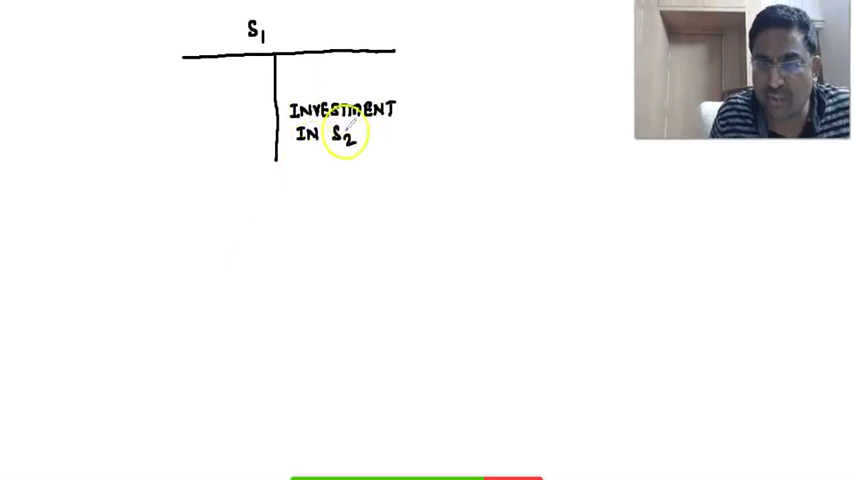 S1
INVESTMENT
IN S2